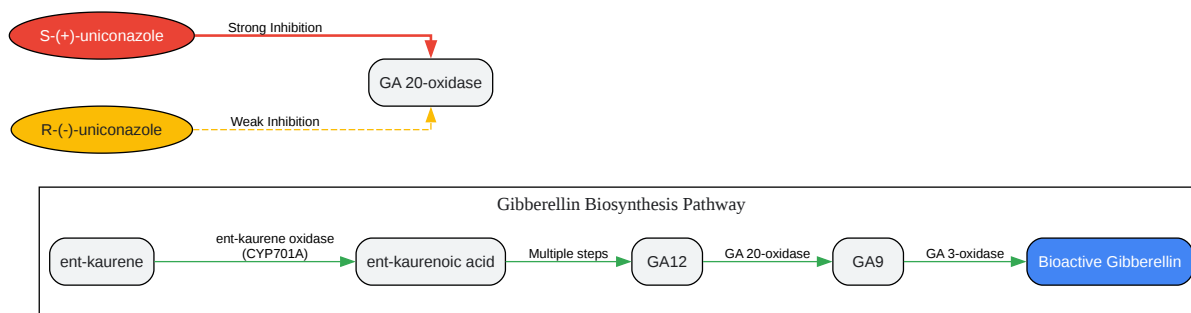 S-(+)-uniconazole
Strong Inhibition
GA 20-oxidase
R-(-)-uniconazole
Weak Inhibition
Gibberellin Biosynthesis Pathway
ent-kaurene
ent-kaurene oxidase
(CYP701A)
ent-kaurenoic acid
Multiple steps
GA12
GA 20-oxidase
GA9
GA 3-oxidase
Bioactive Gibberellin